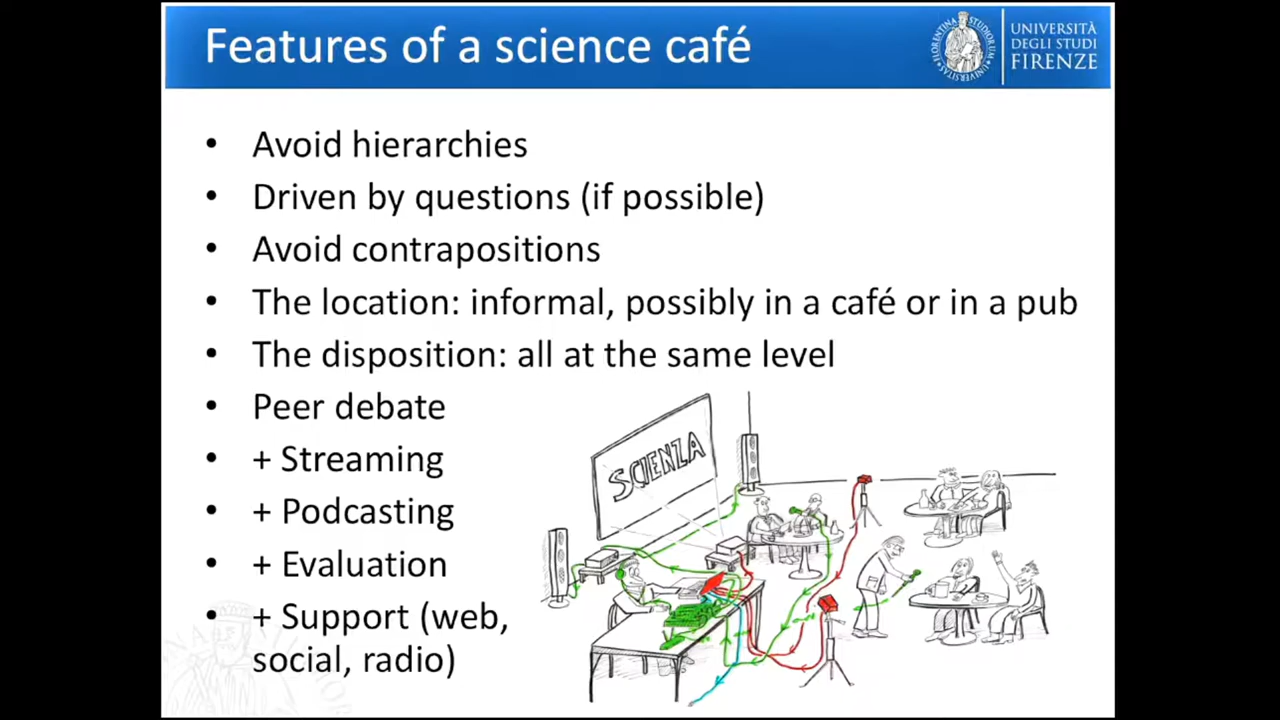 Features of a science café
UNIVERSITÀ
DEGLI STUDI
FIRENZE
• Avoid hierarchies
• Driven by questions (if possible)
• Avoid contrapositions
• The location: informal, possibly in a café or in a pub
• The disposition: all at the same level
• Peer debate
• + Streaming
• + Podcasting
• + Evaluation
• + Support (web,
social, radio)
SCIENZA